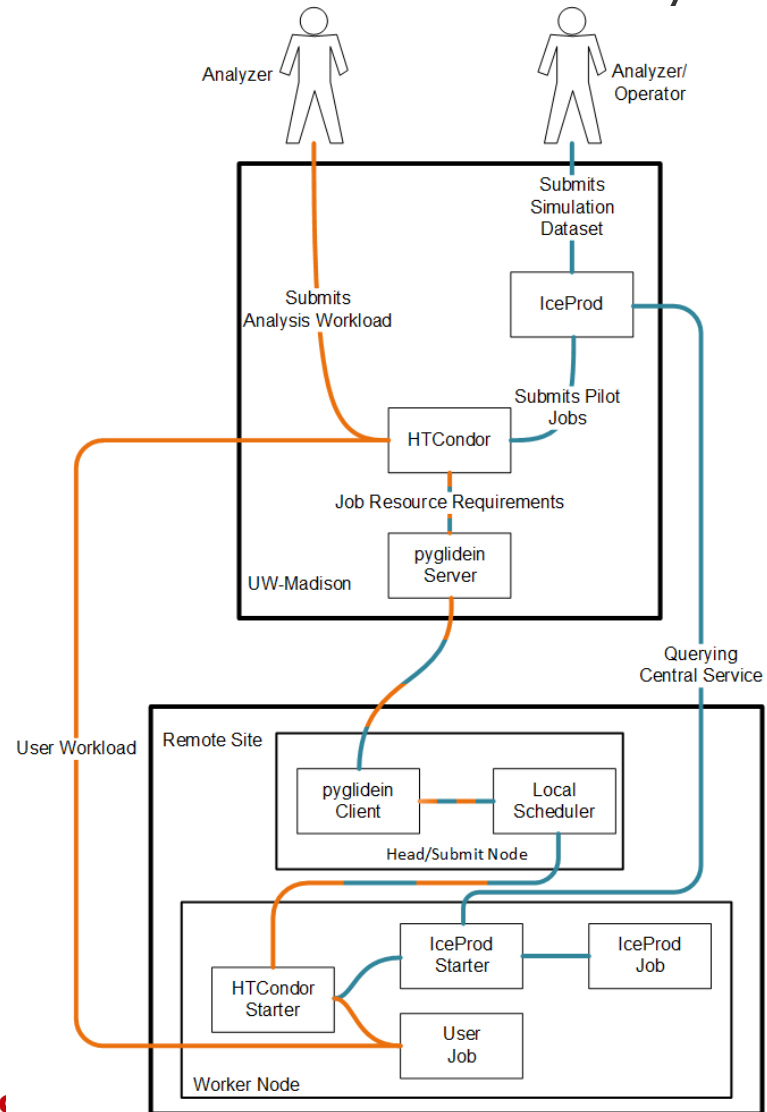 Analyzer
Analyzer/
Operator
Submits
Simulation
Dataset
IceProd
Submits
Analysis Workload
Submits Pilot
Jobs
HTCondor
Job Resource Requirements
pyglidein
Server
UW-Madison
Querying
Central Service
User Workload
Remote Site
pyglidein
Client
Local
Scheduler
Head/Submit Node
IceProd
Starter
IceProd
Job
HTCondor
Starter
User
Job
Worker Node